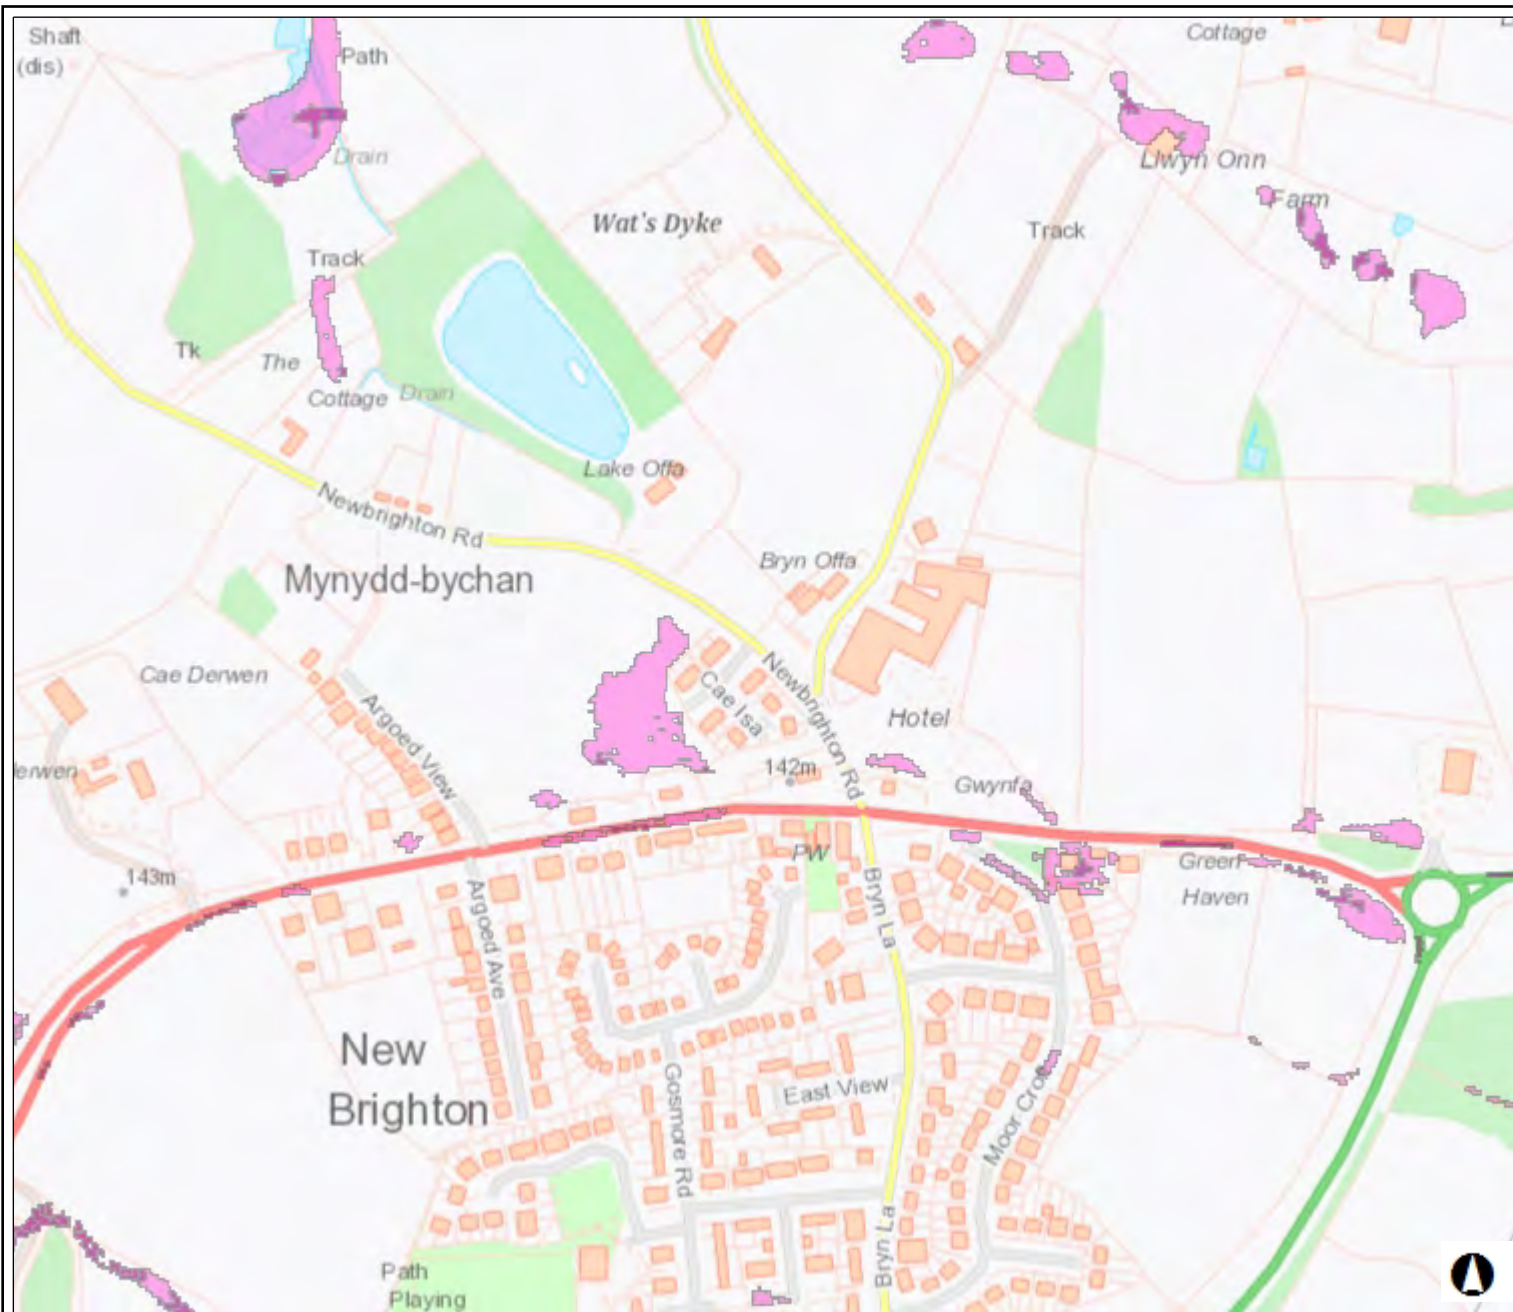 Shaft
(dis)
Path
Cottage
Drain
Llwyn Onn
Farm
Wat's Dyke
Track
Track
Tk
The
Cottage
Drain
Lake Offa
Newbrighton Rd
Bryn Offa
Mynydd-bychan
Cae Derwen
Argoed View
Cae Isa
Newbrighton Rd
Hotel
erwen
142m
Gwynfa
PW
Green
Haven
143m
Bryn La
Argoed Ave
New
Brighton
Gosmore Rd
East View
Moor Cro
Bryn La
Path
Playing